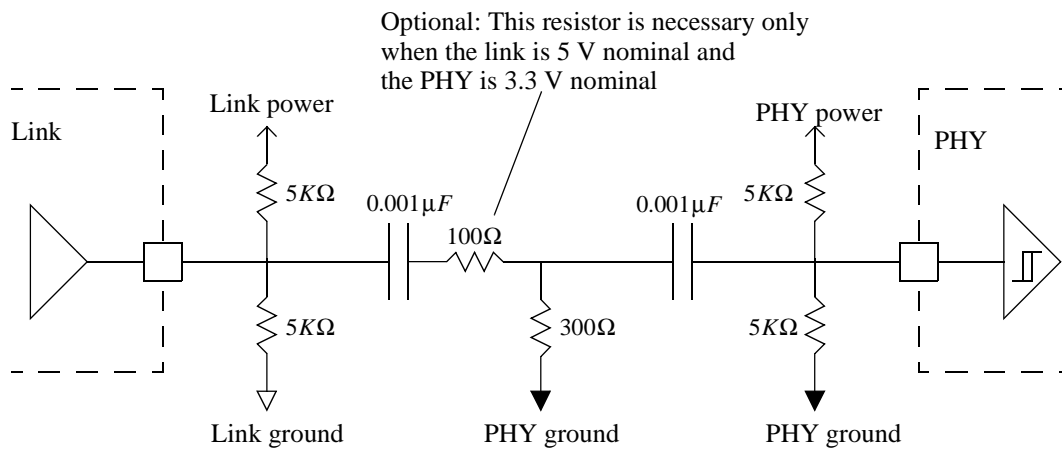 Optional: This resistor is necessary only
when the link is 5 V nominal and
the PHY is 3.3 V nominal
Link power
PHY power
Link
PHY
5KΩ
5KΩ
0.001μF
0.001μF
100Ω
5KΩ
300Ω
5KΩ
Link ground
PHY ground
PHY ground